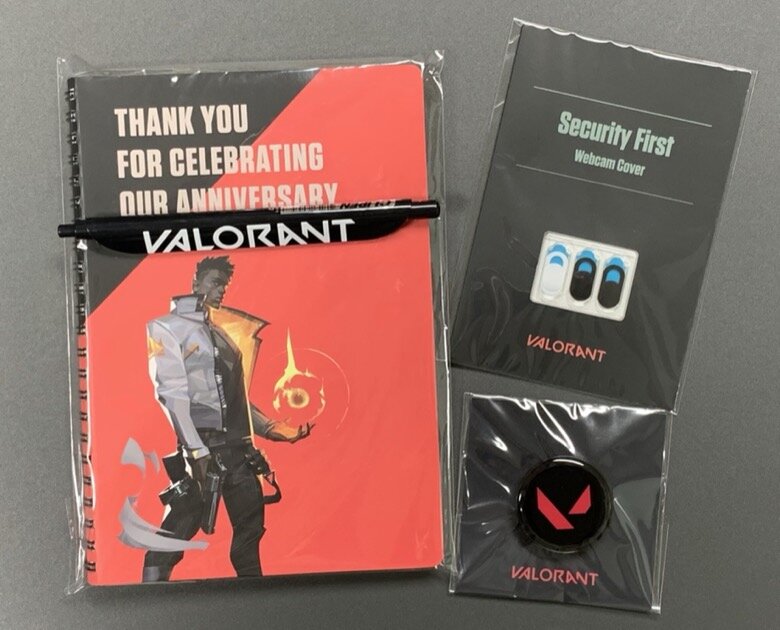 THANK YOU
FOR CELEBRATING
OUR ANNIVERSARY
VALORANT
Security First
Webcam Cover
VALORANT
VALORANT